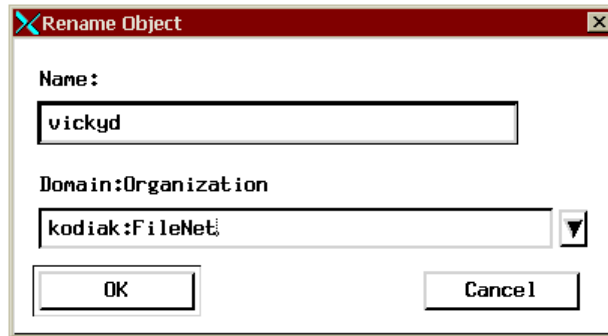 Rename Object
Name:
vickyd
Domain:Organization
kodiak:FileNet
OK Cancel